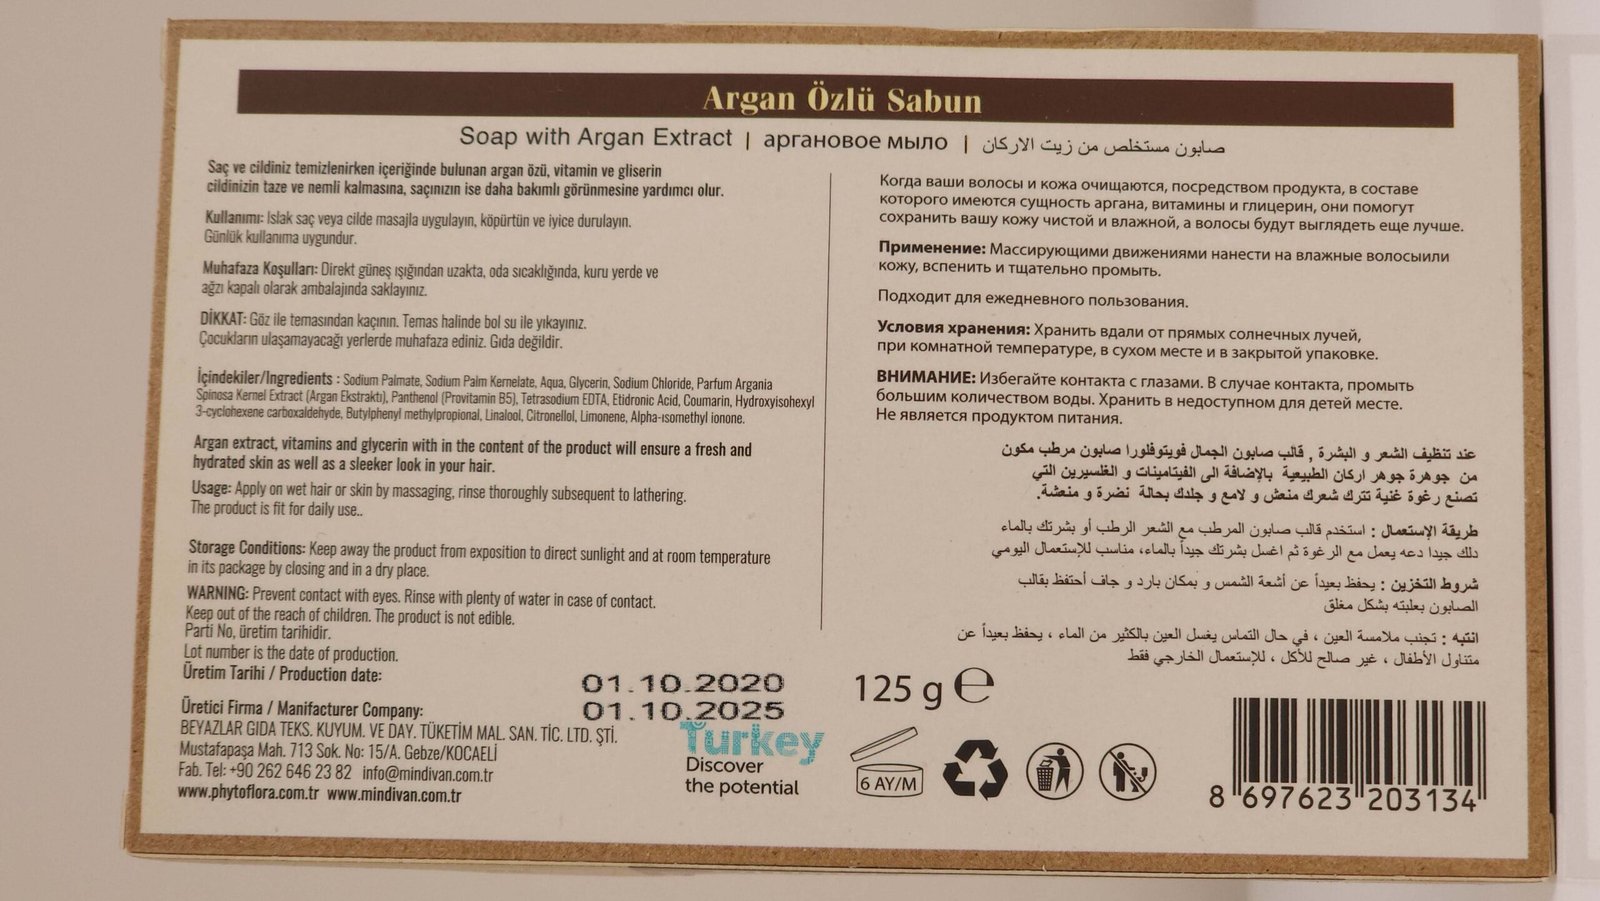 Argan Özlü Sabun
Soap with Argan Extract | аргановое мыло | صابون مستخلص من زيت الاركان
Saç ve cildiniz temizlenirken içeriğinde bulunan argan özü, vitamin ve gliserin
cildinizin taze ve nemli kalmasına, saçınızın ise daha bakımlı görünmesine yardımcı olur.
Kullanımı: Islak saç veya cilde masajla uygulayın, köpürtün ve iyice durulayın.
Günlük kullanıma uygundur.
Muhafaza Koşulları: Direkt güneş ışığından uzakta, oda sıcaklığında, kuru yerde ve
ağzı kapalı olarak ambalajında saklayınız.
DİKKAT: Göz ile temasından kaçının. Temas halinde bol su ile yıkayınız.
Çocukların ulaşamayacağı yerlerde muhafaza ediniz. Gıda değildir.
İçindekiler/Ingredients : Sodium Palmate, Sodium Palm Kernelate, Aqua, Glycerin, Sodium Chloride, Parfum Argania
Spinosa Kernel Extract (Argan Ekstraktı), Panthenol (Provitamin B5), Tetrasodium EDTA, Etidronic Acid, Coumarin, Hydroxyisohexyl
3-cyclohexene carboxaldehyde, Butylphenyl methylpropional, Linalool, Citronellol, Limonene, Alpha-ısomethyl ionone.
Argan extract, vitamins and glycerin with in the content of the product will ensure a fresh and
hydrated skin as well as a sleeker look in your hair.
Usage: Apply on wet hair or skin by massaging, rinse thoroughly subsequent to lathering.
The product is fit for daily use..
Storage Conditions: Keep away the product from exposition to direct sunlight and at room temperature
in its package by closing and in a dry place.
WARNING: Prevent contact with eyes. Rinse with plenty of water in case of contact.
Keep out of the reach of children. The product is not edible.
Parti No, üretim tarihidir.
Lot number is the date of production.
Üretim Tarihi / Production date:
01.10.2020
01.10.2025
Üretici Firma / Manifacturer Company:
BEYAZLAR GIDA TEKS. KUYUM. VE DAY. TÜKETİM MAL. SAN. TİC. LTD. ŞTİ.
Mustafapaşa Mah. 713 Sok. No: 15/A. Gebze/KOCAELİ
Fab. Tel: +90 262 646 23 82 info@mindivan.com.tr
www.phytoflora.com.tr www.mindivan.com.tr
Turkey
Discover
the potential
Когда ваши волосы и кожа очищаются, посредством продукта, в составе
которого имеются сущность аргана, витамины и глицерин, они помогут
сохранить вашу кожу чистой и влажной, а волосы будут выглядеть еще лучше.
Применение: Массирующими движениями нанести на влажные волосыили
кожу, вспенить и тщательно промыть.
Подходит для ежедневного пользования.
Условия хранения: Хранить вдали от прямых солнечных лучей,
при комнатной температуре, в сухом месте и в закрытой упаковке.
ВНИМАНИЕ: Избегайте контакта с глазами. В случае контакта, промыть
большим количеством воды. Хранить в недоступном для детей месте.
Не является продуктом питания.
عند تنظيف الشعر و البشرة , قالب صابون الجمال فويتوفلورا صابون مرطب مكون
من جوهرة جوهر اركان الطبيعية بالإضافة الى الفيتامينات و الغلسيرين التي
تصنع رغوة غنية تترك شعرك منعش و لامع و جلدك بحالة نضرة و منعشة.
طريقة الإستعمال : استخدم قالب صابون المرطب مع الشعر الرطب أو بشرتك بالماء
دلك جيدا دعه يعمل مع الرغوة ثم اغسل بشرتك جيداً بالماء، مناسب للإستعمال اليومي
شروط التخزين : يحفظ بعيداً عن أشعة الشمس و بمكان بارد و جاف أحتفظ بقالب
الصابون بعلبته بشكل مغلق
انتبه : تجنب ملامسة العين ، في حال التماس يغسل العين بالكثير من الماء ، يحفظ بعيداً عن
متناول الأطفال ، غير صالح للأكل ، للإستعمال الخارجي فقط
125 g ℮
6 AY/M
8 697623 203134